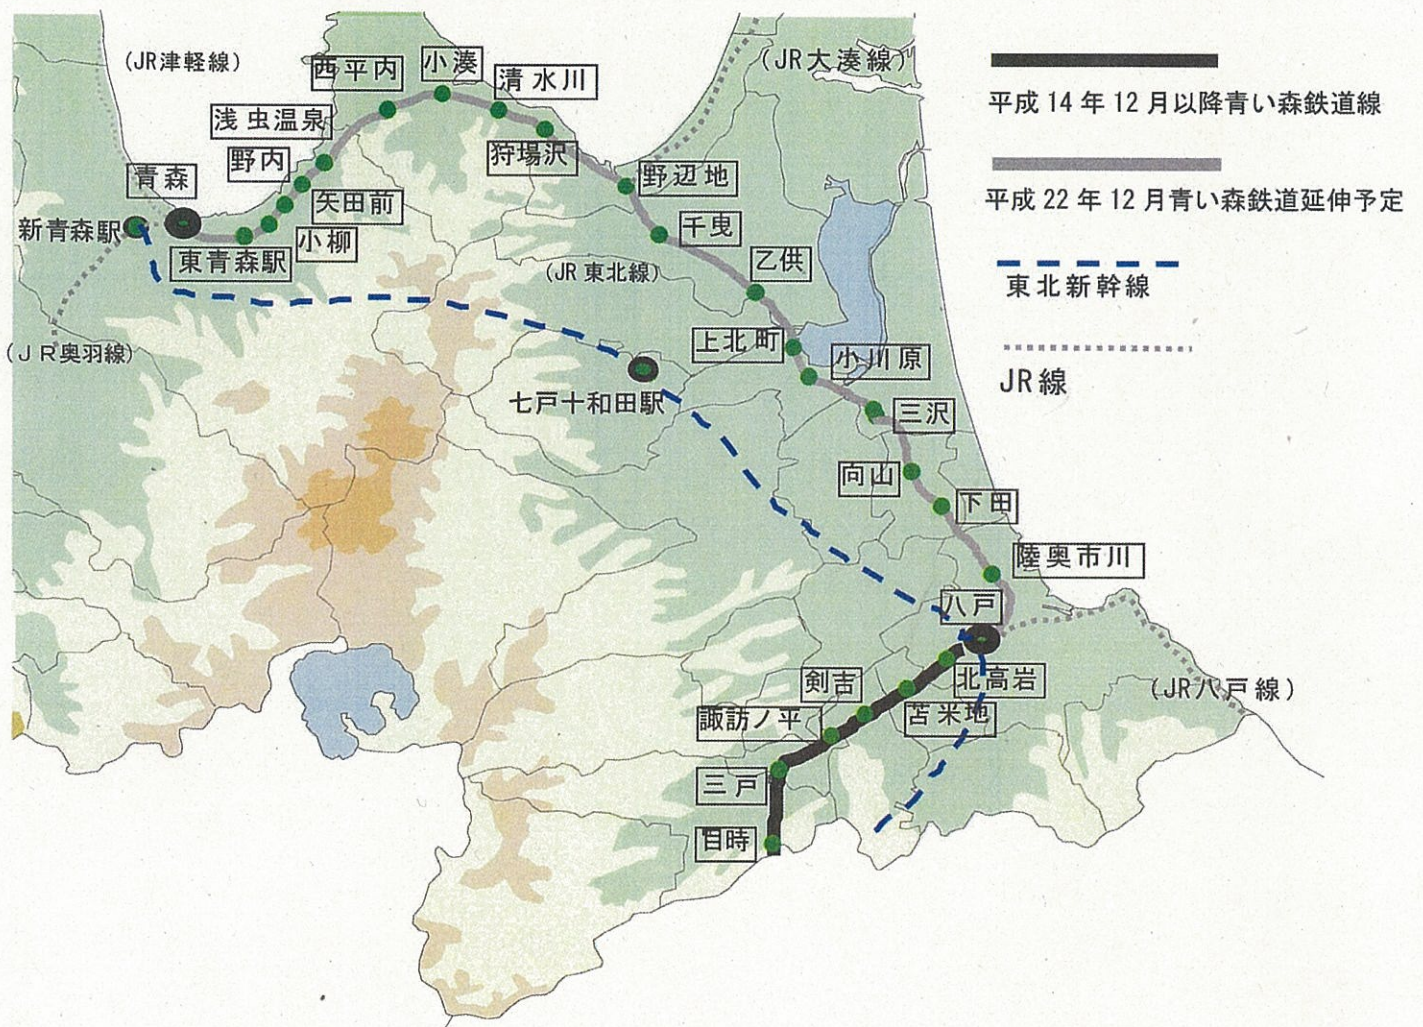 (JR津軽線)
西平内
小湊
清水川
(JR大湊線)
浅虫温泉
狩場沢
野内
野辺地
青森
矢田前
新青森駅
小柳
東青森駅
千曳
(JR東北線)
乙供
(JR奥羽線)
上北町
小川原
七戸十和田駅
三沢
向山
下田
陸奥市川
八戸
剣吉
北高岩
(JR八戸線)
諏訪ノ平
苫米地
三戸
目時
平成14年12月以降青い森鉄道線
平成22年12月青い森鉄道延伸予定
東北新幹線
JR線